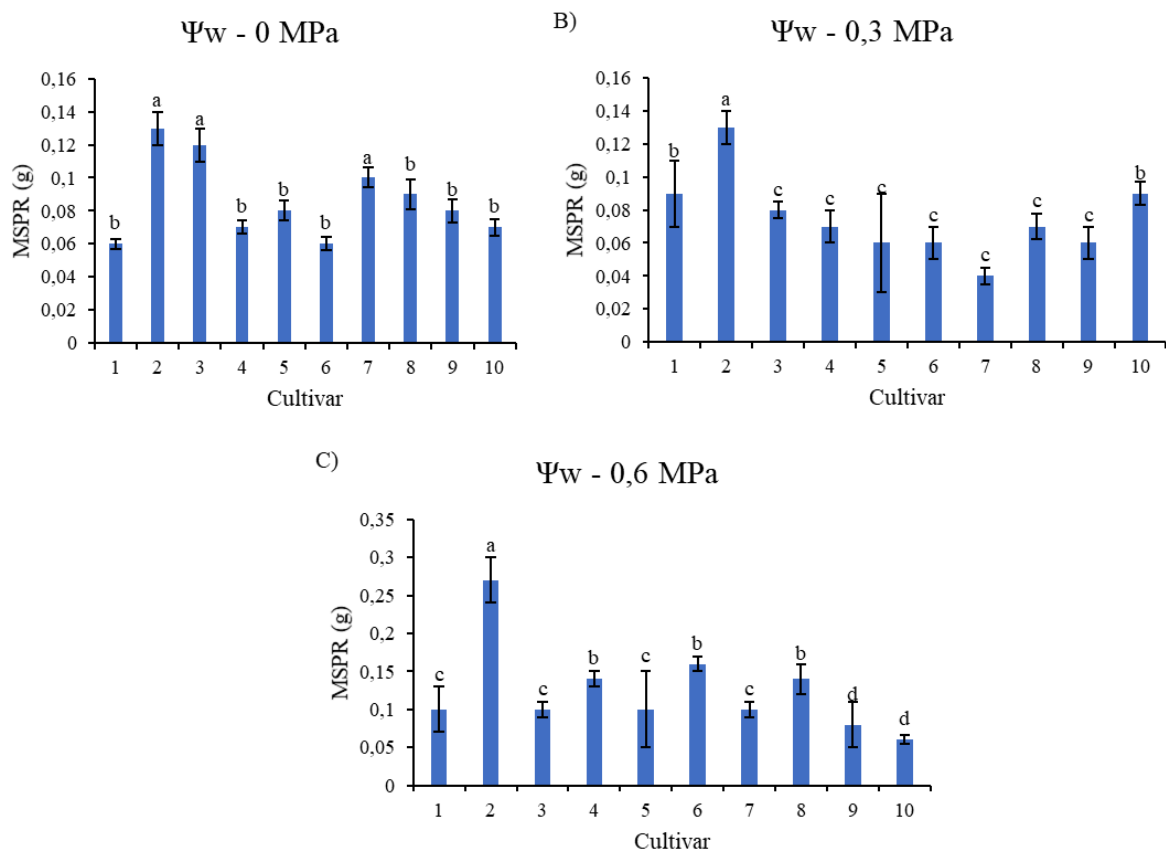 Ψw - 0 MPa
MSPR (g)
0,16
0,14
0,12
0,1
0,08
0,06
0,04
0,02
0
b a a b b b a b b b
1 2 3 4 5 6 7 8 9 10
Cultivar
B)
Ψw - 0,3 MPa
MSPR (g)
0,16
0,14
0,12
0,1
0,08
0,06
0,04
0,02
0
b a c c c c c c c b
1 2 3 4 5 6 7 8 9 10
Cultivar
C)
Ψw - 0,6 MPa
MSPR (g)
0,35
0,3
0,25
0,2
0,15
0,1
0,05
0
c a c b c b c b d d
1 2 3 4 5 6 7 8 9 10
Cultivar